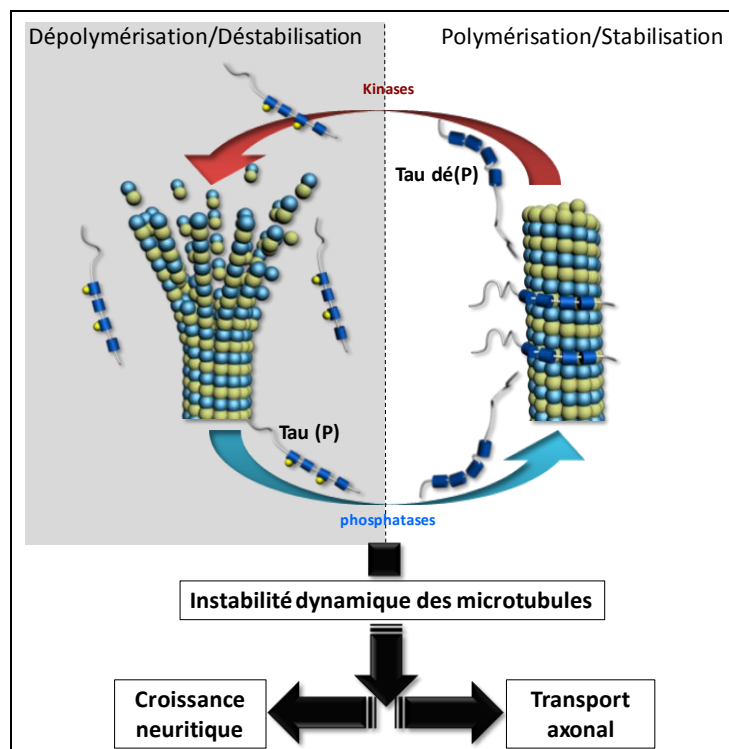 Dépolymérisation/Déstabilisation
Polymérisation/Stabilisation
Kinases
Tau dé(P)
Tau (P)
phosphatases
Instabilité dynamique des microtubules
Croissance
neuritique
Transport
axonal